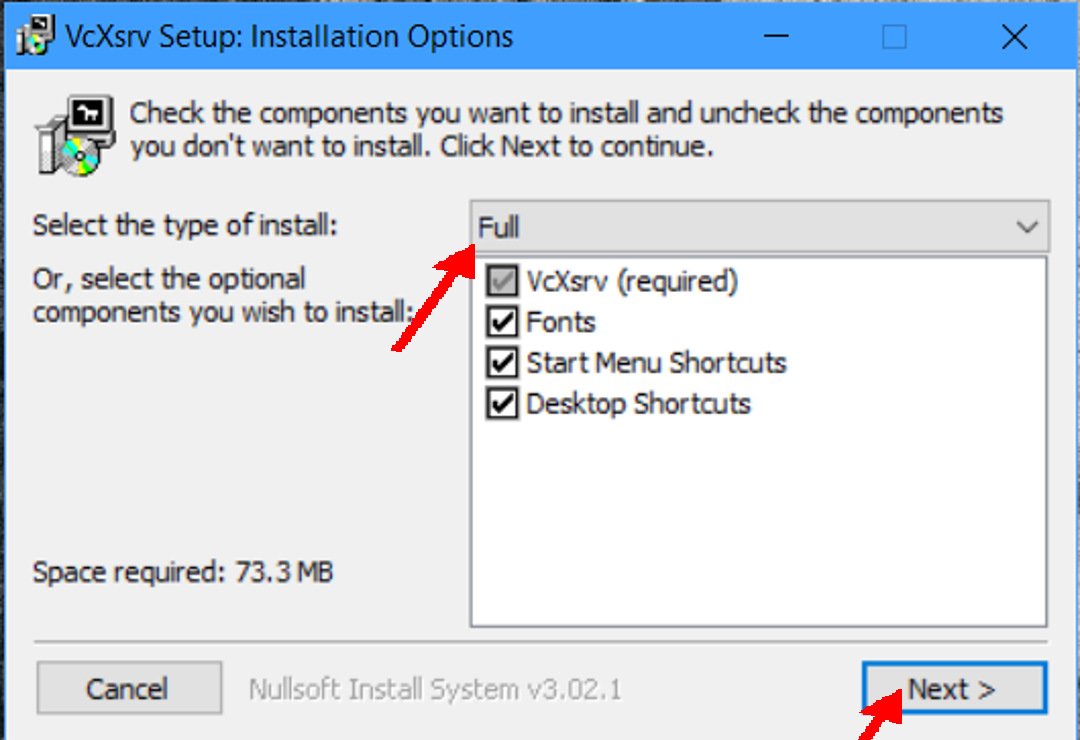 VcXsrv Setup: Installation Options
Check the components you want to install and uncheck the components
you don't want to install. Click Next to continue.
Select the type of install:
Full
Or, select the optional
components you wish to install:
VcXsrv (required)
Fonts
Start Menu Shortcuts
Desktop Shortcuts
Space required: 73.3 MB
Cancel
Nullsoft Install System v3.02.1
Next >